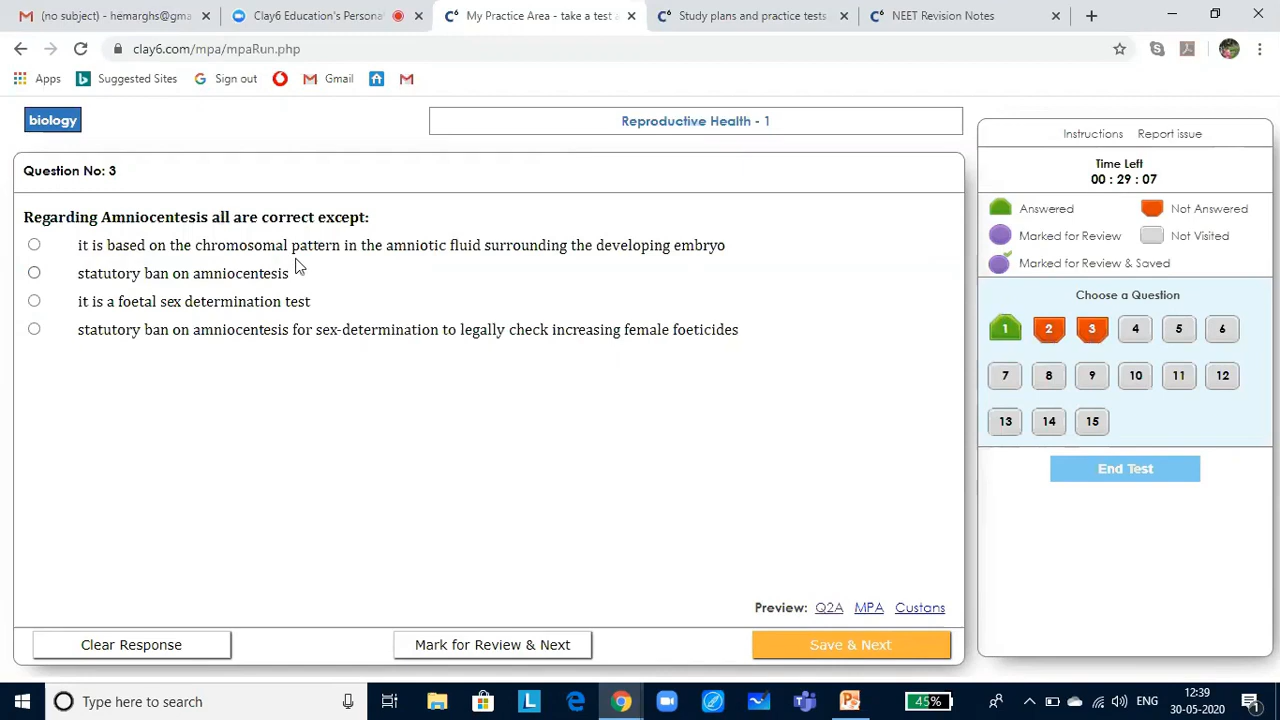 (no subject) - hemarghs@gma
Clay6 Education's Persona
My Practice Area - take a test a
Study plans and practice tests
NEET Revision Notes
clay6.com/mpa/mpaRun.php
Apps
Suggested Sites
Sign out
Gmail
biology
Reproductive Health - 1
Instructions Report issue
Time Left
00 : 29 : 07
Answered
Not Answered
Marked for Review
Not Visited
Marked for Review & Saved
Choose a Question
1 2 3 4 5 6
7 8 9 10 11 12
13 14 15
End Test
Question No: 3
Regarding Amniocentesis all are correct except:
it is based on the chromosomal pattern in the amniotic fluid surrounding the developing embryo
statutory ban on amniocentesis
it is a foetal sex determination test
statutory ban on amniocentesis for sex-determination to legally check increasing female foeticides
Preview: Q2A MPA Custans
Clear Response
Mark for Review & Next
Save & Next
Type here to search
45%
ENG
12:39
30-05-2020